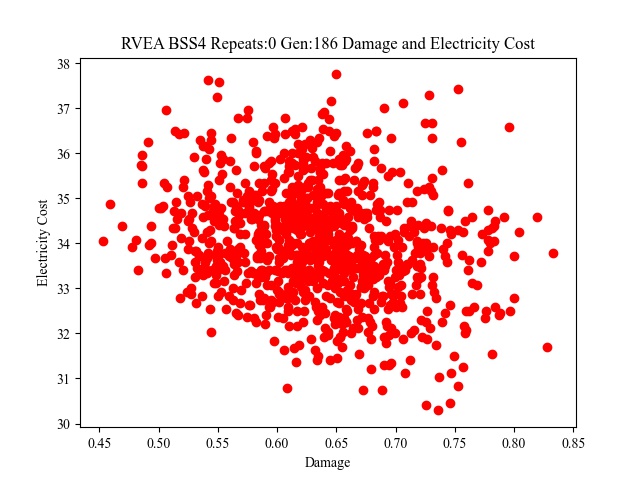 RVEA BSS4 Repeats:0 Gen:186 Damage and Electricity Cost
38
37
36
35
34
33
32
31
30
Electricity Cost
0.45 0.50 0.55 0.60 0.65 0.70 0.75 0.80 0.85
Damage